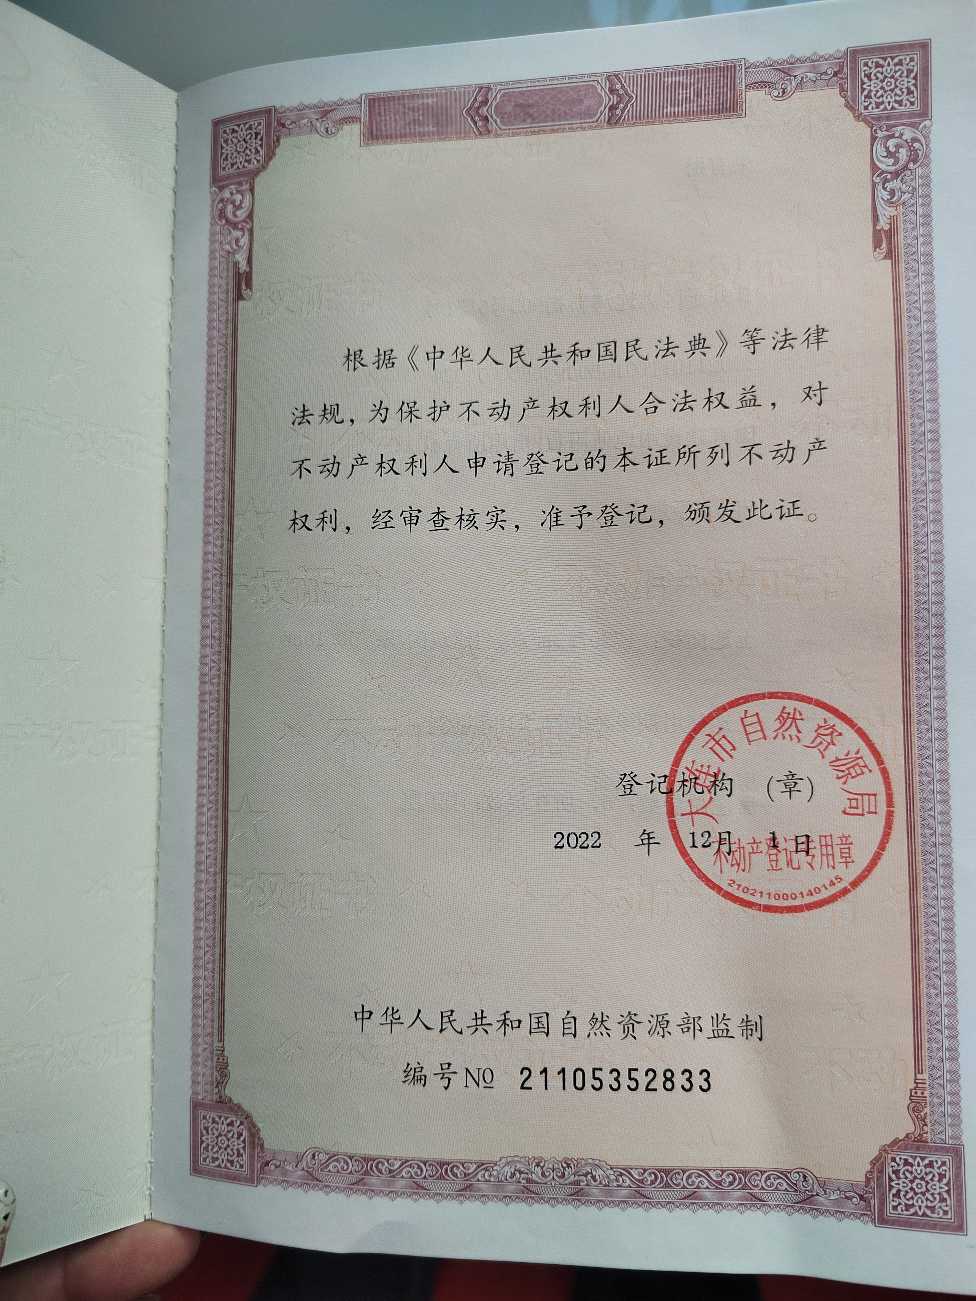 根据《中华人民共和国民法典》等法律
法规，为保护不动产权利人合法权益，对
不动产权利人申请登记的本证所列不动产
权利，经审查核实，准予登记，颁发此证。
登记机构 （章）
2022 年 12月 1日
大连市自然资源局
不动产登记专用章
210211000140145
中华人民共和国自然资源部监制
编号№ 21105352833